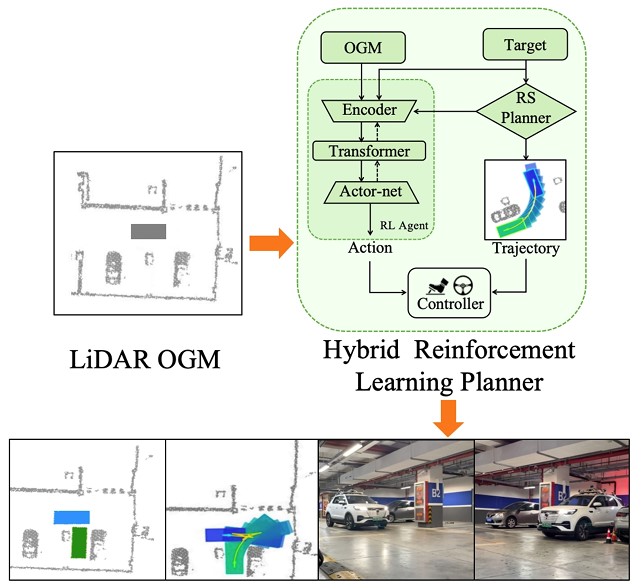 OGM
Target
Encoder
RS
Planner
Transformer
Actor-net
RL Agent
Action
Trajectory
Controller
LiDAR OGM
Hybrid Reinforcement
Learning Planner
B2
B2